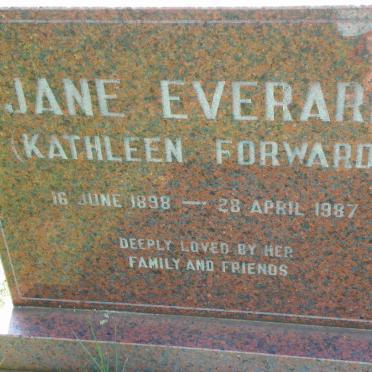 JANE EVERAR
(KATHLEEN FORWARD
16 JUNE 1898 — 28 APRIL 1987
DEEPLY LOVED BY HER
FAMILY AND FRIENDS